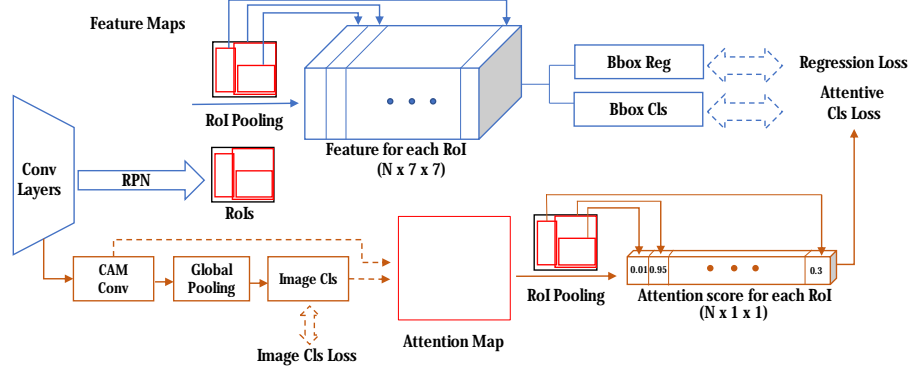 Feature Maps
RoI Pooling
Feature for each RoI
(N x 7 x 7)
Bbox Reg
Bbox Cls
Regression Loss
Attentive
Cls Loss
Conv
Layers
RPN
RoIs
CAM
Conv
Global
Pooling
Image Cls
Image Cls Loss
Attention Map
RoI Pooling
0.01
0.95
0.3
Attention score for each RoI
(N x 1 x 1)